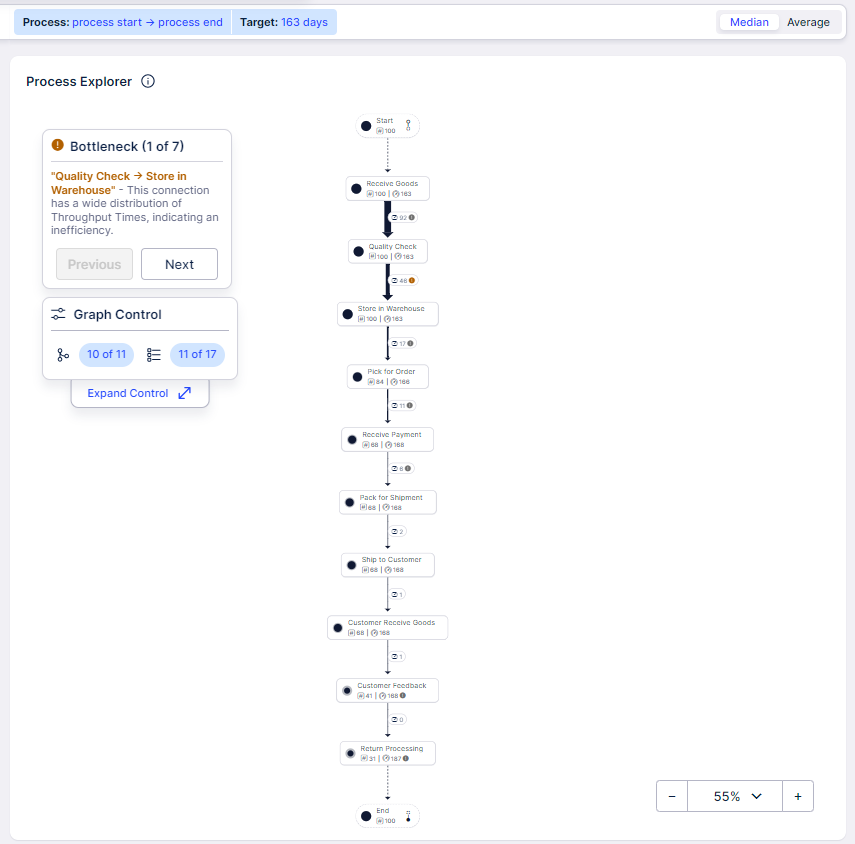 Process: process start → process end Target: 163 days Median Average
Process Explorer
Bottleneck (1 of 7)
"Quality Check → Store in
Warehouse" - This connection
has a wide distribution of
Throughput Times, indicating an
inefficiency.
Previous Next
Graph Control
10 of 11 11 of 17
Expand Control
Start
# 100
Receive Goods
# 100 | 163
92
Quality Check
# 100 | 163
46
Store in Warehouse
# 100 | 163
17
Pick for Order
# 84 | 166
11
Receive Payment
# 68 | 168
6
Pack for Shipment
# 68 | 168
2
Ship to Customer
# 68 | 168
1
Customer Receive Goods
# 68 | 168
1
Customer Feedback
# 41 | 168
0
Return Processing
# 31 | 187
End
# 100
− 55% +